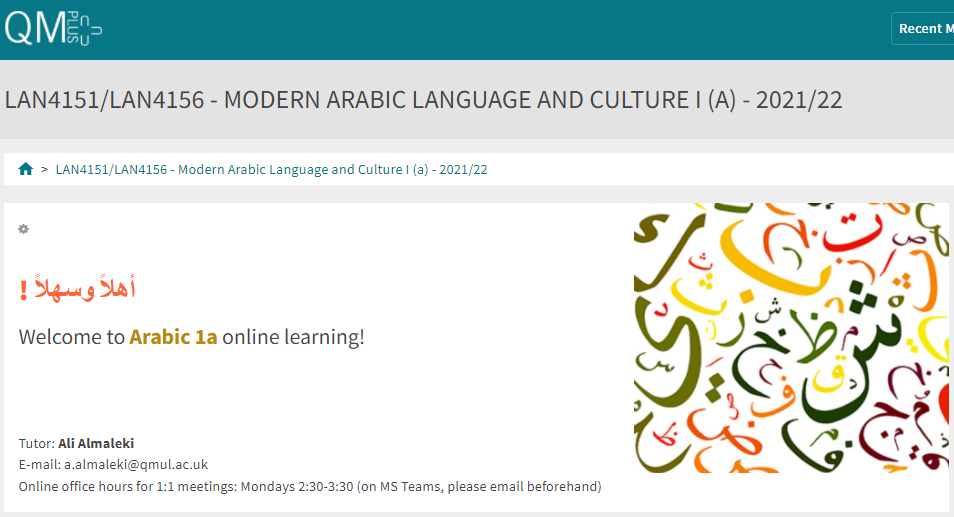 QM PLUS
Recent M
LAN4151/LAN4156 - MODERN ARABIC LANGUAGE AND CULTURE I (A) - 2021/22
> LAN4151/LAN4156 - Modern Arabic Language and Culture I (a) - 2021/22
أهلاً وسهلاً !
Welcome to Arabic 1a online learning!
Tutor: Ali Almaleki
E-mail: a.almaleki@qmul.ac.uk
Online office hours for 1:1 meetings: Mondays 2:30-3:30 (on MS Teams, please email beforehand)